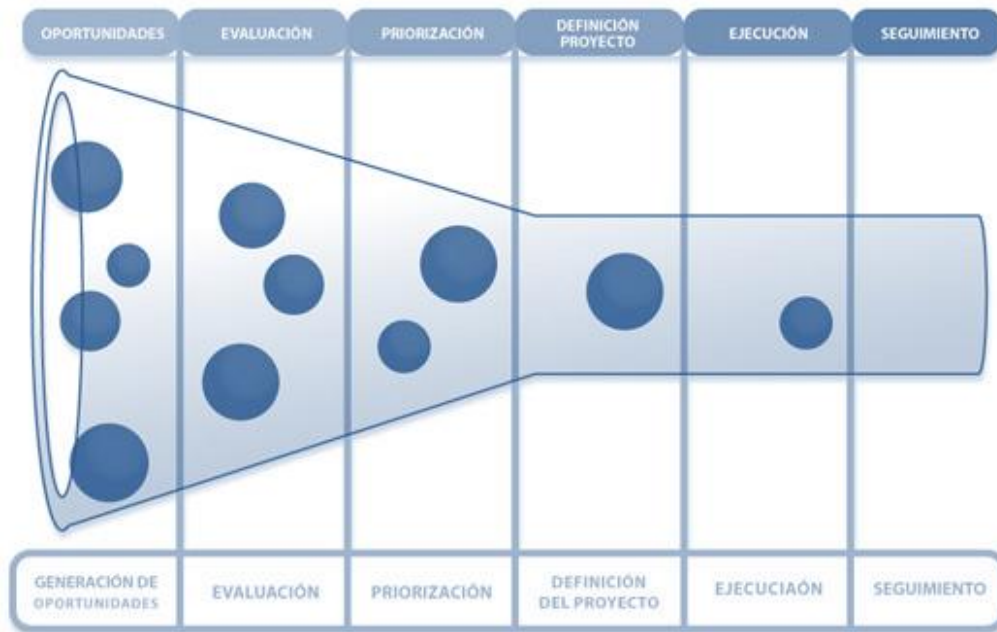 OPORTUNIDADES
EVALUACIÓN
PRIORIZACIÓN
DEFINICIÓN
PROYECTO
EJECUCIÓN
SEGUIMIENTO
GENERACIÓN DE
OPORTUNIDADES
EVALUACIÓN
PRIORIZACIÓN
DEFINICIÓN
DEL PROYECTO
EJECUCIAÓN
SEGUIMIENTO